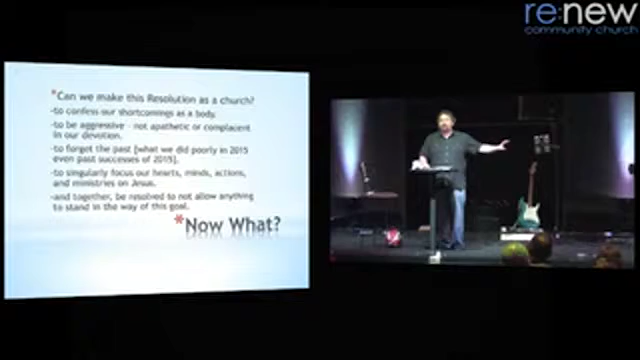 re:new
community church
*Can we make this Resolution as a church?
-to confess our shortcomings as a body.
-to be aggressive – not apathetic or complacent
in our devotion.
-to forget the past [what we did poorly in 2015
even past successes of 2015].
-to singularly focus our hearts, minds, actions,
and ministries on Jesus.
-and together, be resolved to not allow anything
to stand in the way of this goal.
*Now What?